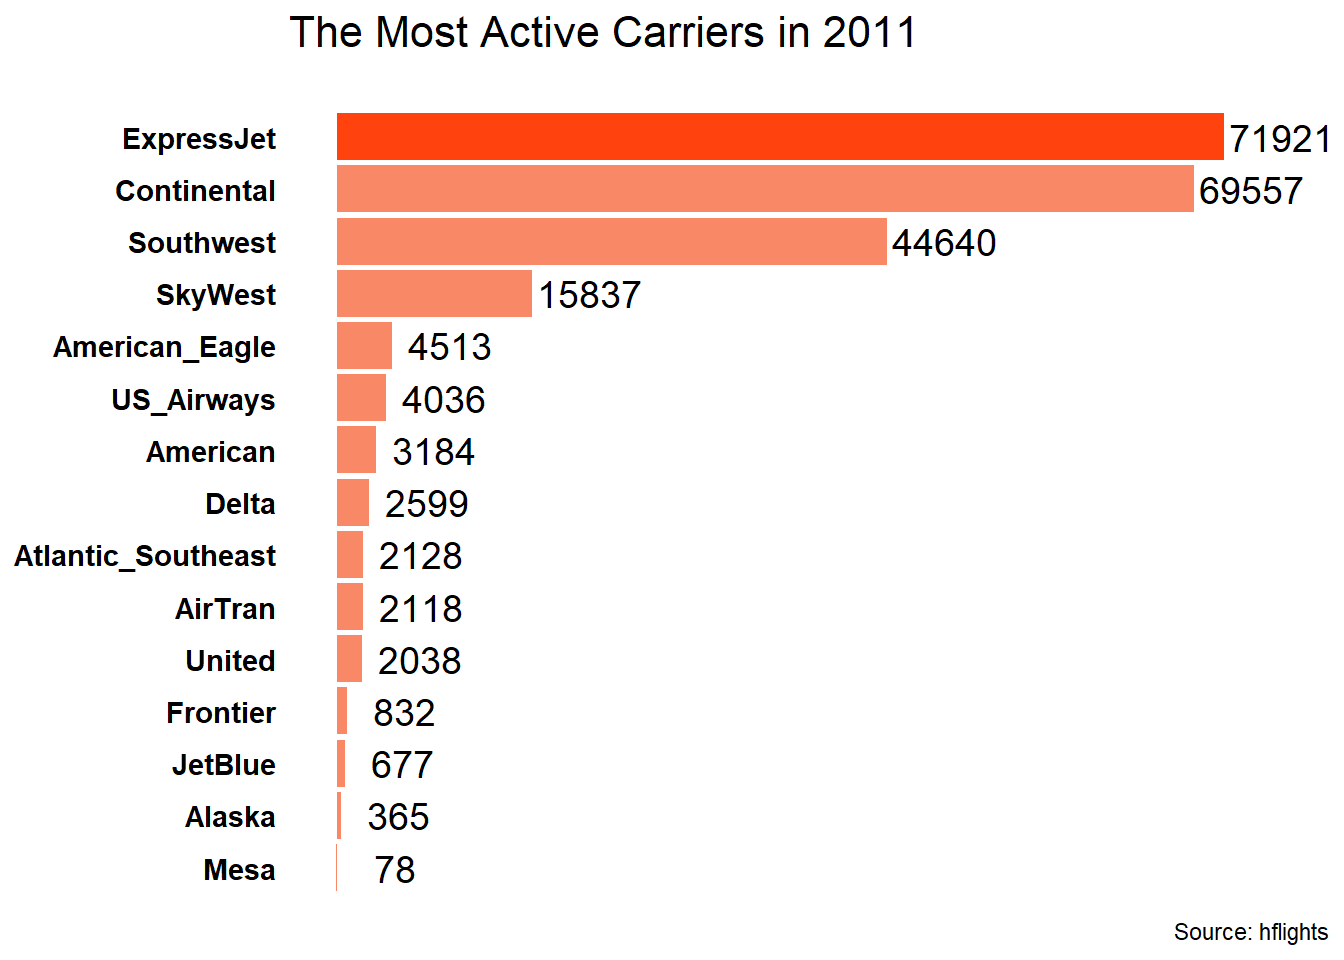 The Most Active Carriers in 2011
ExpressJet 71921
Continental 69557
Southwest 44640
SkyWest 15837
American_Eagle 4513
US_Airways 4036
American 3184
Delta 2599
Atlantic_Southeast 2128
AirTran 2118
United 2038
Frontier 832
JetBlue 677
Alaska 365
Mesa 78
Source: hflights